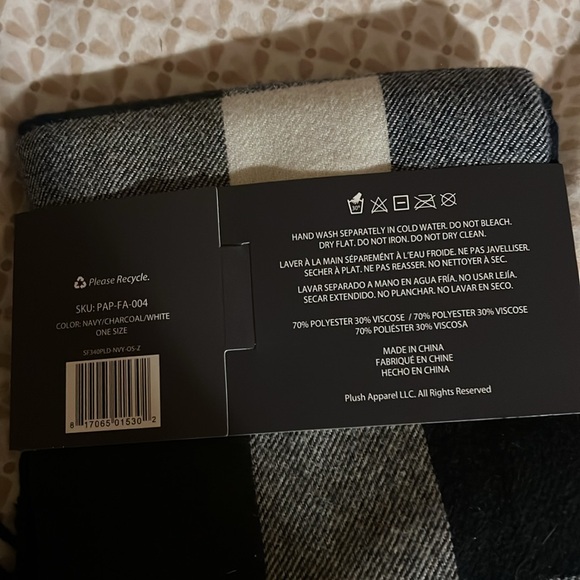 Please Recycle.
SKU: PAP-FA-004
COLOR: NAVY/CHARCOAL/WHITE
ONE SIZE
SF340PLD-NVY-OS-Z
8 17065 01530 2
30°
HAND WASH SEPARATELY IN COLD WATER. DO NOT BLEACH.
DRY FLAT. DO NOT IRON. DO NOT DRY CLEAN.
LAVER À LA MAIN SÉPARÉMENT À L'EAU FROIDE. NE PAS JAVELLISER.
SECHER À PLAT. NE PAS REASSER. NO NETTOYER À SEC.
LAVAR SEPARADO A MANO EN AGUA FRÍA. NO USAR LEJÍA.
SECAR EXTENDIDO. NO PLANCHAR. NO LAVAR EN SECO.
70% POLYESTER 30% VISCOSE / 70% POLYESTER 30% VISCOSE
70% POLIÉSTER 30% VISCOSA
MADE IN CHINA
FABRIQUÉ EN CHINE
HECHO EN CHINA
Plush Apparel LLC. All Rights Reserved